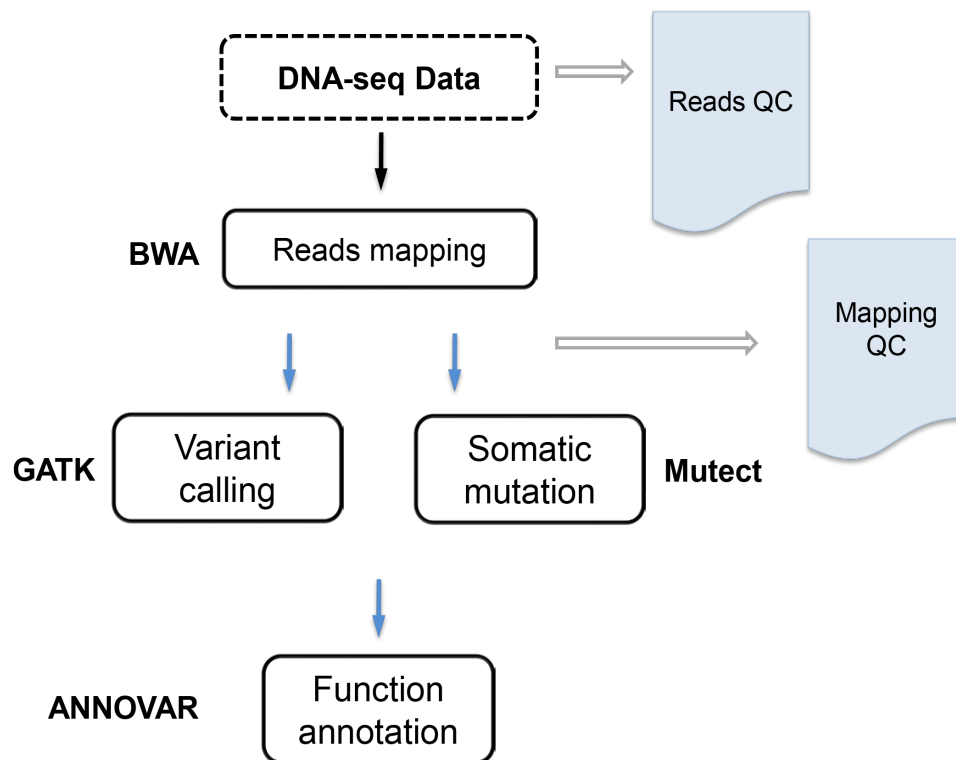 DNA-seq Data
Reads QC
BWA
Reads mapping
Mapping
QC
GATK
Variant
calling
Somatic
mutation
Mutect
ANNOVAR
Function
annotation